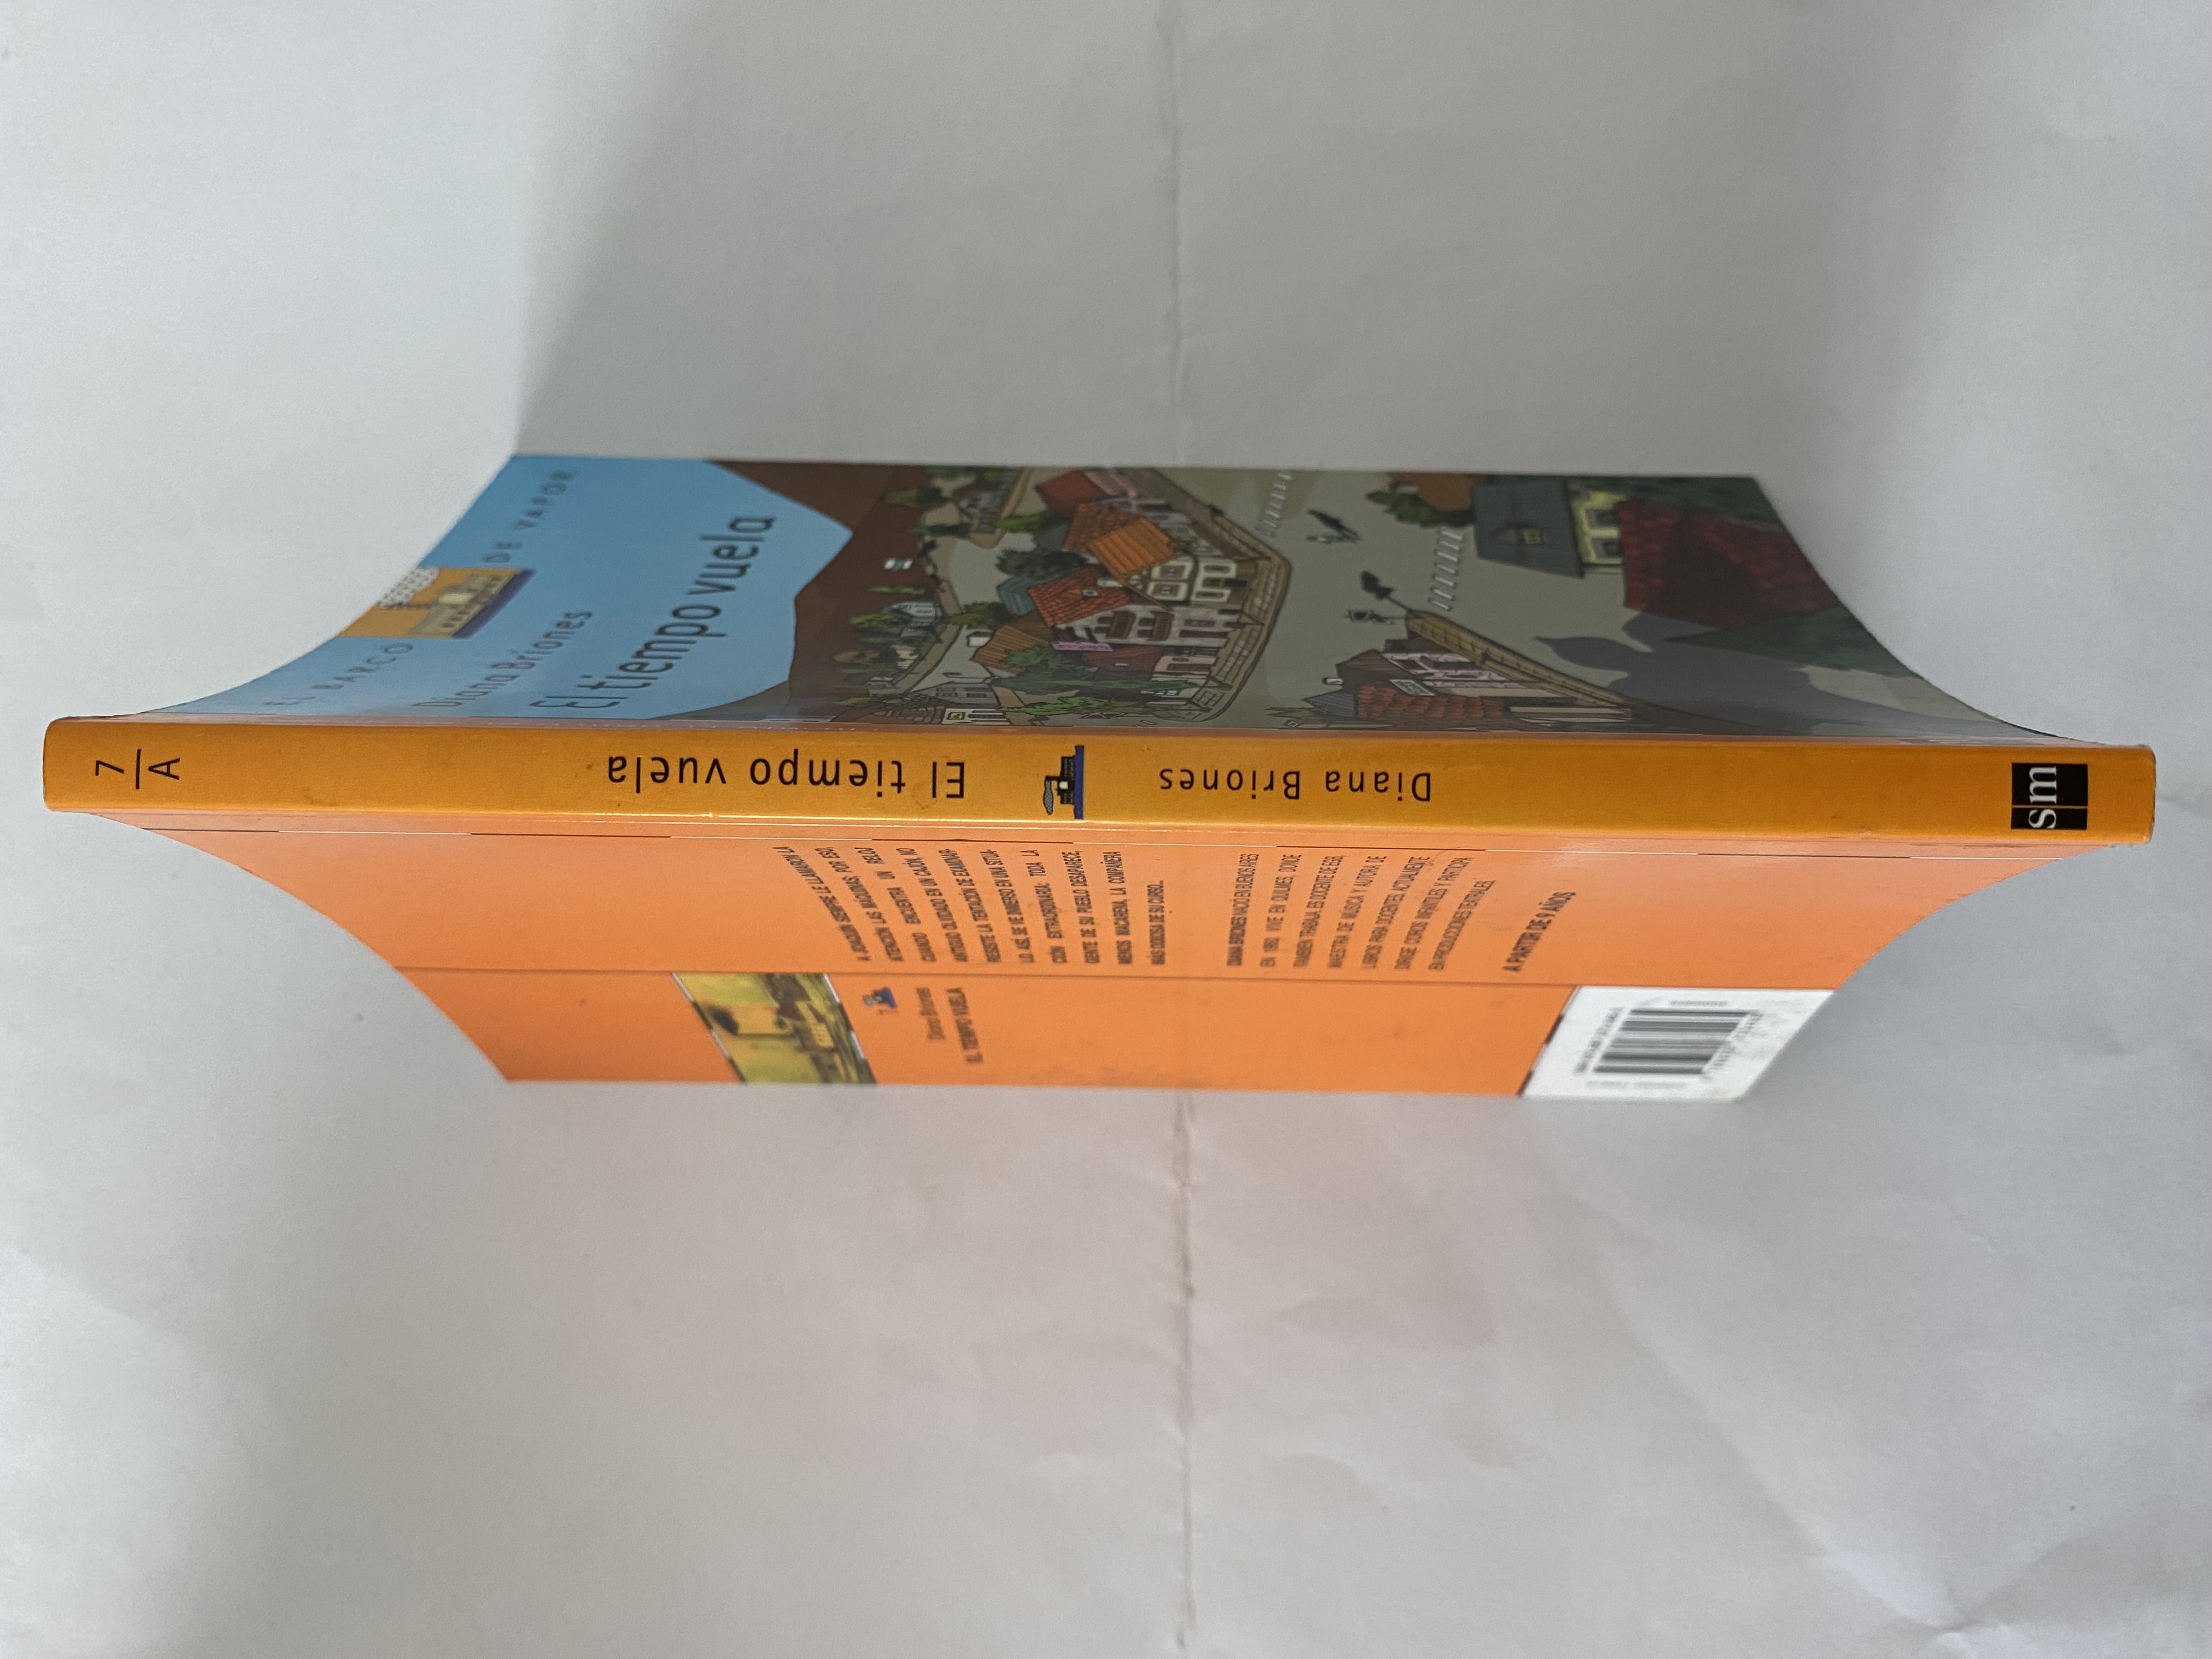 7
A
El tiempo vuela
Diana Briones
sm
EL BARCO DE VAPOR
Diana Briones
El tiempo vuela
7
Diana Briones
EL TIEMPO VUELA
A JOAQUÍN SIEMPRE LE LLAMARON LA
ATENCIÓN LAS MÁQUINAS; POR ESO,
CUANDO ENCUENTRA UN RELOJ
ANTIGUO OLVIDADO EN UN CAJÓN, NO
RESISTE LA TENTACIÓN DE EXAMINAR-
LO. ASÍ, SE VE INMERSO EN UNA SITUA-
CIÓN EXTRAORDINARIA: TODA LA
GENTE DE SU PUEBLO DESAPARECE,
MENOS MACARENA, LA COMPAÑERA
MÁS ODIOSA DE SU CURSO...
DIANA BRIONES NACIÓ EN BUENOS AIRES
EN VIVE EN QUILMES, DONDE
TAMBIÉN TRABAJA. ES DOCENTE DE EGB,
MAESTRA DE MÚSICA Y AUTORA DE
LIBROS PARA DOCENTES. ACTUALMENTE
DIRIGE COROS INFANTILES Y PARTICIPA
EN PRODUCCIONES TEATRALES.
A PARTIR DE 9 AÑOS